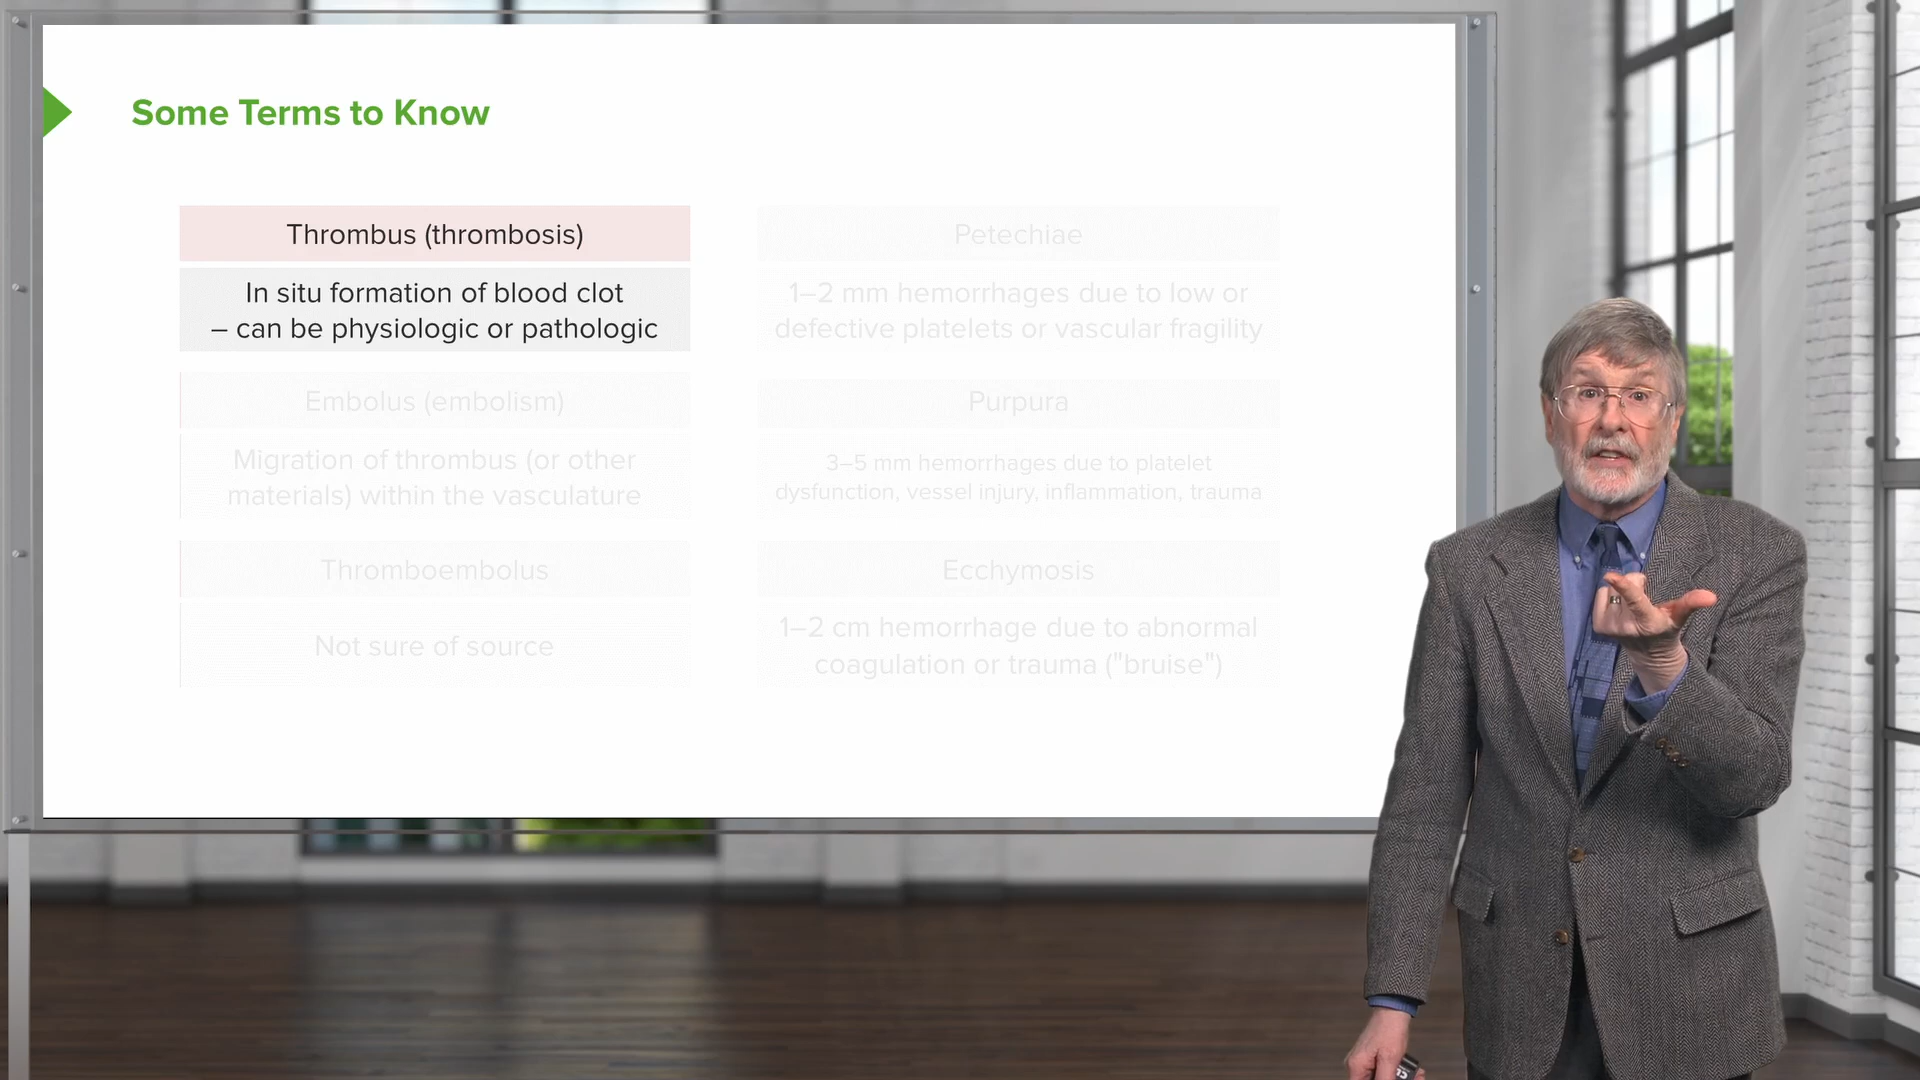 Some Terms to Know
Thrombus (thrombosis)
In situ formation of blood clot
– can be physiologic or pathologic
Embolus (embolism)
Migration of thrombus (or other
materials) within the vasculature
Thromboembolus
Not sure of source
Petechiae
1–2 mm hemorrhages due to low or
defective platelets or vascular fragility
Purpura
3–5 mm hemorrhages due to platelet
dysfunction, vessel injury, inflammation, trauma
Ecchymosis
1–2 cm hemorrhage due to abnormal
coagulation or trauma ("bruise")